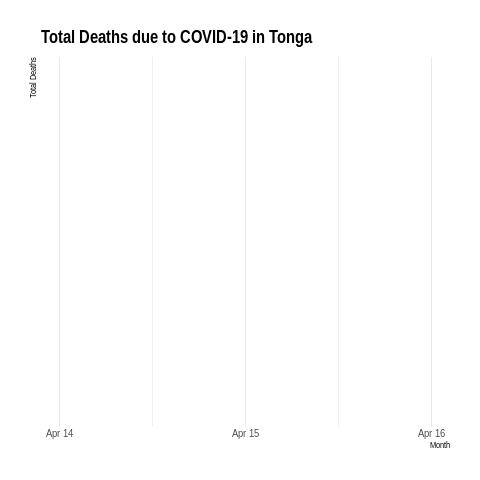 Total Deaths due to COVID-19 in Tonga
Total Deaths
Apr 14
Apr 15
Apr 16
Month